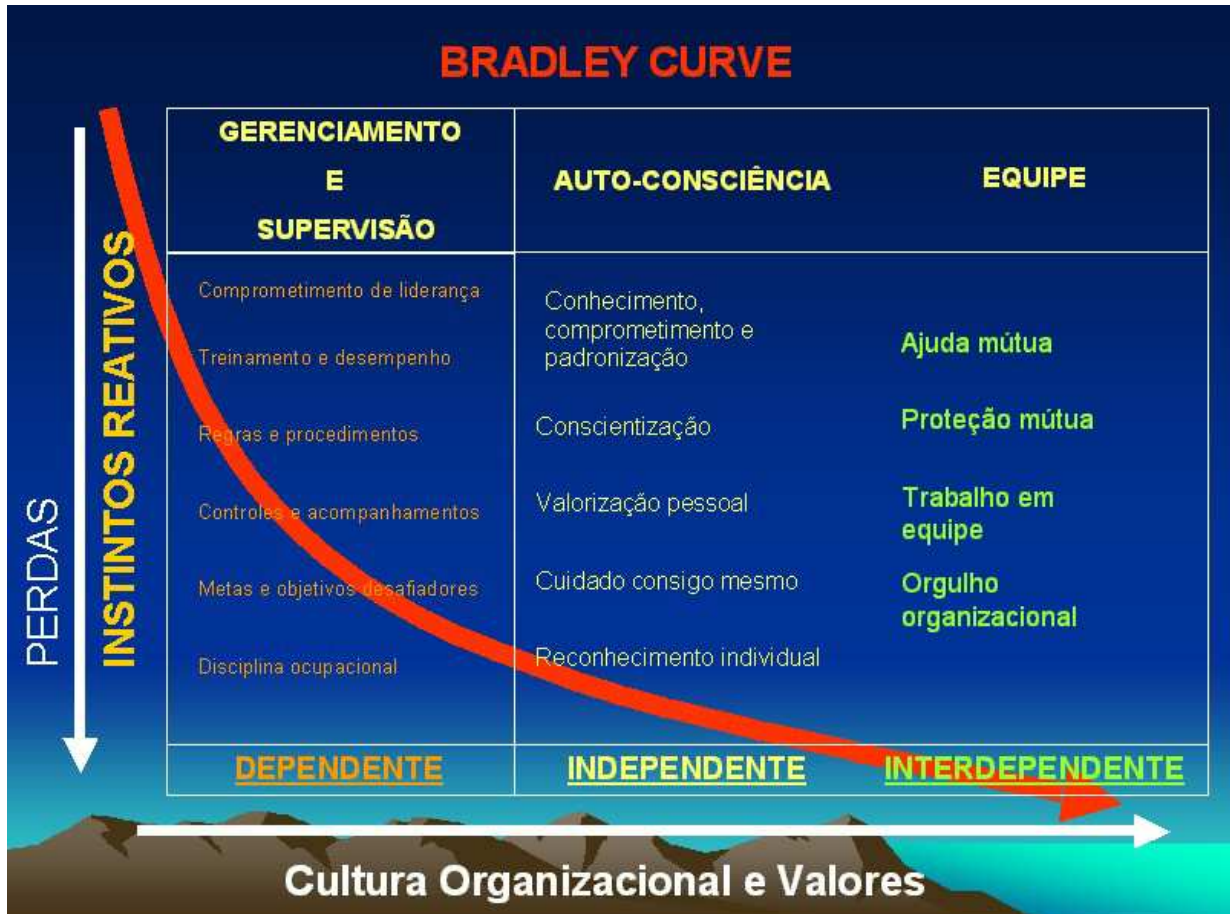 BRADLEY CURVE
PERDAS
INSTINTOS REATIVOS
GERENCIAMENTO
E
SUPERVISÃO
Comprometimento de liderança
Treinamento e desempenho
Regras e procedimentos
Controles e acompanhamentos
Metas e objetivos desafiadores
Disciplina ocupacional
DEPENDENTE
AUTO-CONSCIÊNCIA
Conhecimento,
comprometimento e
padronização
Conscientização
Valorização pessoal
Cuidado consigo mesmo
Reconhecimento individual
INDEPENDENTE
EQUIPE
Ajuda mútua
Proteção mútua
Trabalho em
equipe
Orgulho
organizacional
INTERDEPENDENTE
Cultura Organizacional e Valores